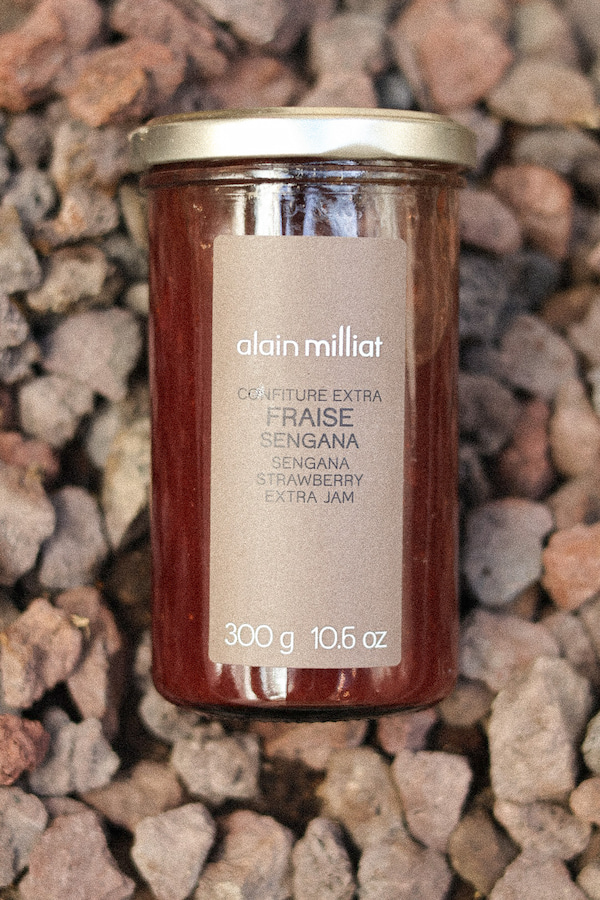 alain milliat
CONFITURE EXTRA
FRAISE
SENGANA
SENGANA
STRAWBERRY
EXTRA JAM
300 g 10.6 oz